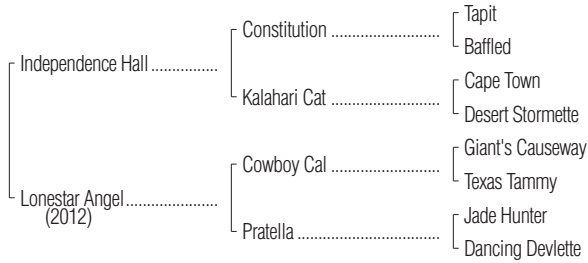 Tapit
Constitution ..........................
Baffled
Independence Hall ................
Cape Town
Kalahari Cat ..........................
Desert Stormette
Giant's Causeway
Cowboy Cal ..........................
Texas Tammy
Lonestar Angel ......................
(2012)
Jade Hunter
Pratella ..................................
Dancing Devlette